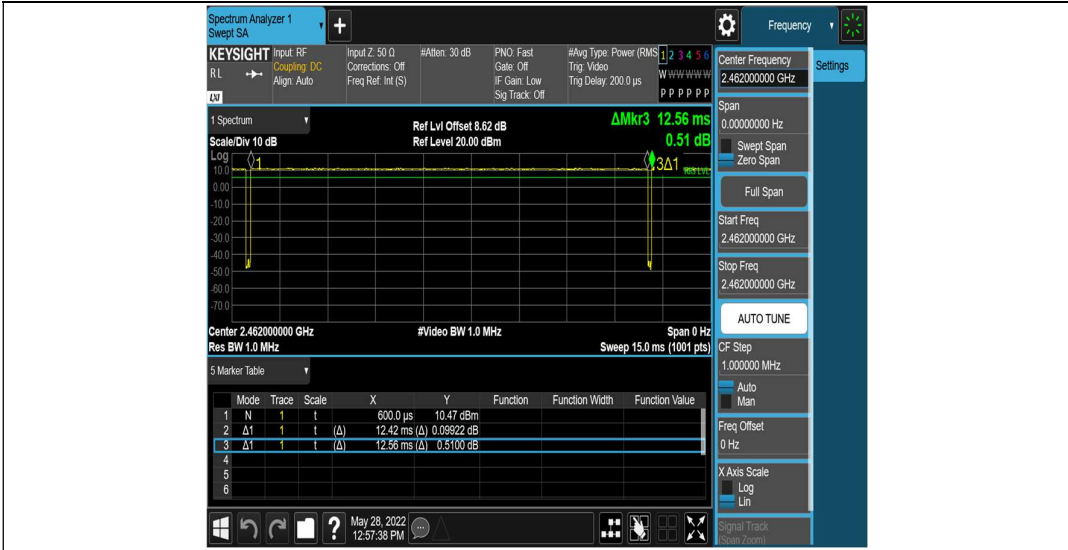 Spectrum Analyzer 1
Swept SA
+
Frequency
KEYSIGHT
RL
LXI
Input: RF
Coupling: DC
Align: Auto
Input Z: 50 Ω
Corrections: Off
Freq Ref: Int (S)
#Atten: 30 dB
PNO: Fast
Gate: Off
IF Gain: Low
Sig Track: Off
#Avg Type: Power (RMS
Trig: Video
Trig Delay: 200.0 µs
1 2 3 4 5 6
W W W W W W
P P P P P P
1 Spectrum
Scale/Div 10 dB
Ref Lvl Offset 8.62 dB
Ref Level 20.00 dBm
ΔMkr3 12.56 ms
0.51 dB
Log
1
3Δ1
10.0
0.00
-10.0
-20.0
-30.0
-40.0
-50.0
-60.0
-70.0
Center 2.462000000 GHz
#Video BW 1.0 MHz
Span 0 Hz
Res BW 1.0 MHz
Sweep 15.0 ms (1001 pts)
5 Marker Table
Mode Trace Scale X Y Function Function Width Function Value
1 N 1 t 600.0 µs 10.47 dBm
2 Δ1 1 t (Δ) 12.42 ms (Δ) 0.09922 dB
3 Δ1 1 t (Δ) 12.56 ms (Δ) 0.5100 dB
4
5
6
?
May 28, 2022
12:57:38 PM
Center Frequency
2.462000000 GHz
Settings
Span
0.00000000 Hz
Swept Span
Zero Span
Full Span
Start Freq
2.462000000 GHz
Stop Freq
2.462000000 GHz
AUTO TUNE
CF Step
1.000000 MHz
Auto
Man
Freq Offset
0 Hz
X Axis Scale
Log
Lin
Signal Track
(Span Zoom)